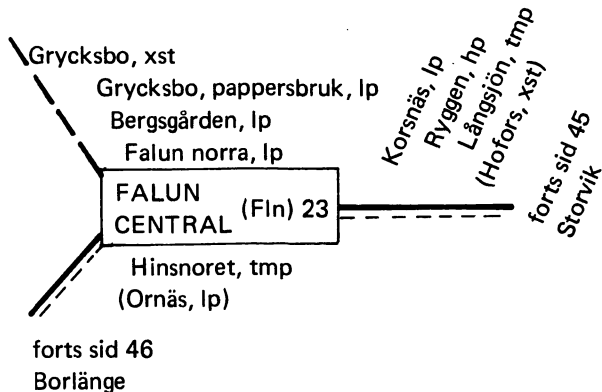 Grycksbo, xst
Grycksbo, pappersbruk, lp
Bergsgården, lp
Falun norra, lp
Korsnäs, lp
Ryggen, hp
Långsjön, tmp
(Hofors, xst)
forts sid 45
Storvik
FALUN
CENTRAL
(Fln) 23
Hinsnoret, tmp
(Ornäs, lp)
forts sid 46
Borlänge